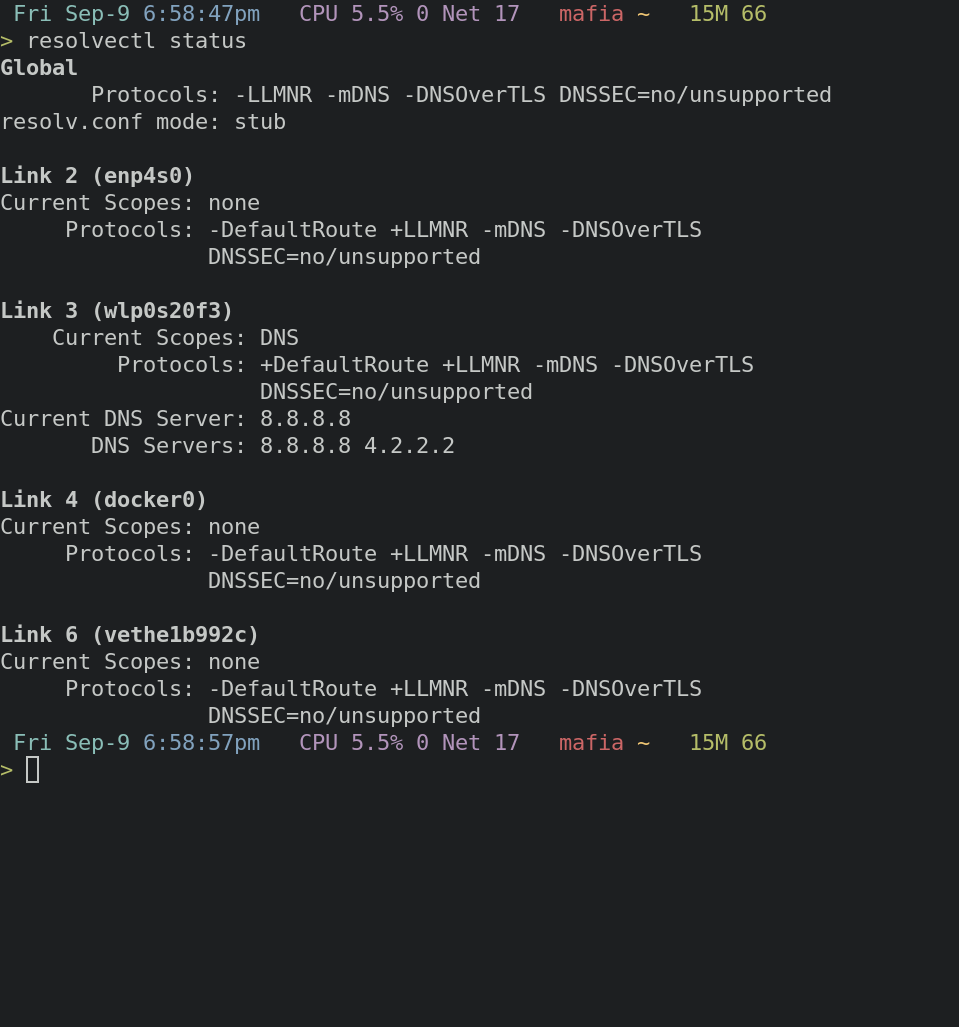 Fri Sep-9 6:58:47pm   CPU 5.5% 0 Net 17   mafia ~   15M 66
> resolvectl status
Global
       Protocols: -LLMNR -mDNS -DNSOverTLS DNSSEC=no/unsupported
resolv.conf mode: stub

Link 2 (enp4s0)
Current Scopes: none
     Protocols: -DefaultRoute +LLMNR -mDNS -DNSOverTLS
                DNSSEC=no/unsupported

Link 3 (wlp0s20f3)
    Current Scopes: DNS
         Protocols: +DefaultRoute +LLMNR -mDNS -DNSOverTLS
                    DNSSEC=no/unsupported
Current DNS Server: 8.8.8.8
       DNS Servers: 8.8.8.8 4.2.2.2

Link 4 (docker0)
Current Scopes: none
     Protocols: -DefaultRoute +LLMNR -mDNS -DNSOverTLS
                DNSSEC=no/unsupported

Link 6 (vethe1b992c)
Current Scopes: none
     Protocols: -DefaultRoute +LLMNR -mDNS -DNSOverTLS
                DNSSEC=no/unsupported
Fri Sep-9 6:58:57pm   CPU 5.5% 0 Net 17   mafia ~   15M 66
>